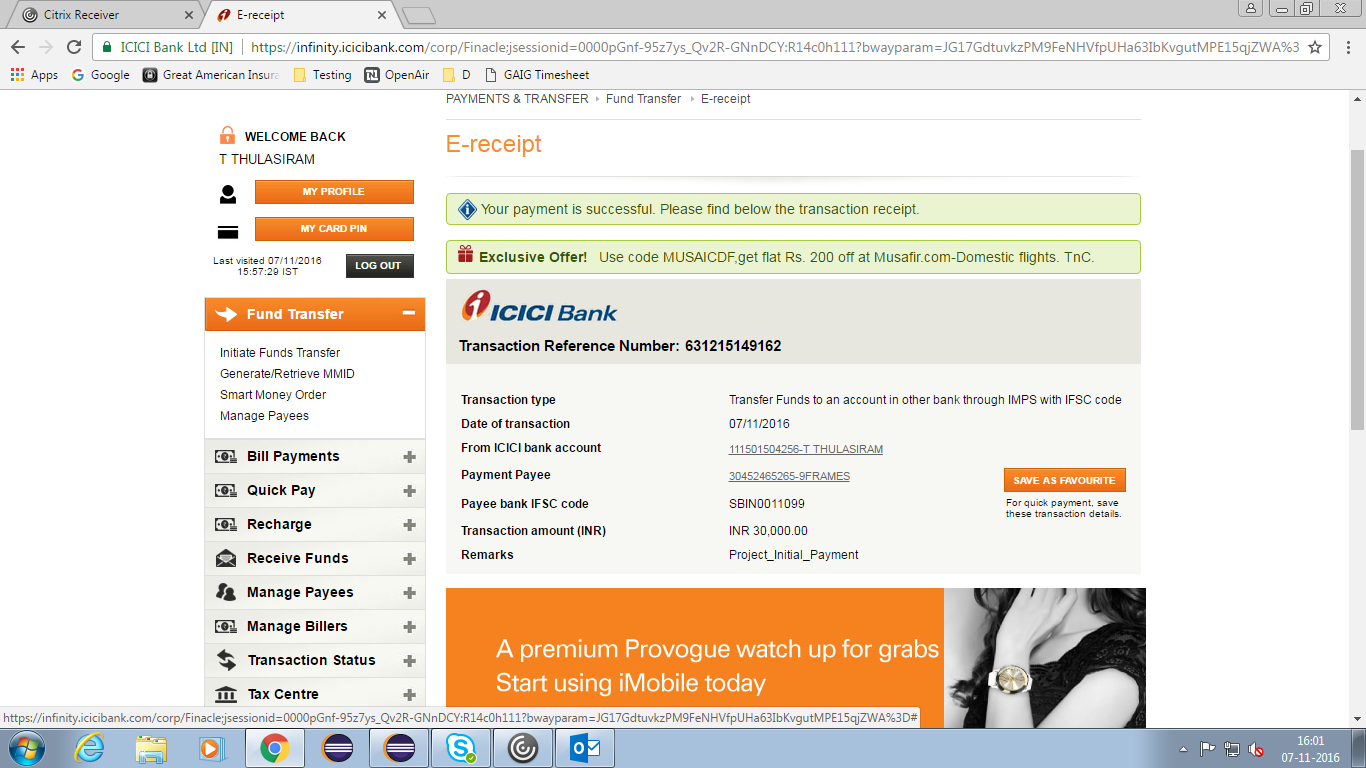 Citrix Receiver
E-receipt
ICICI Bank Ltd [IN] https://infinity.icicibank.com/corp/Finacle;jsessionid=0000pGnf-95z7ys_Qv2R-GNnDCY:R14c0h111?bwayparam=JG17GdtuvkzPM9FeNHVfpUHa63IbKvgutMPE15qjZWA%3
Apps Google Great American Insura Testing OpenAir D GAIG Timesheet
PAYMENTS & TRANSFER Fund Transfer E-receipt
WELCOME BACK
T THULASIRAM
MY PROFILE
MY CARD PIN
Last visited 07/11/2016
15:57:29 IST
LOG OUT
Fund Transfer
Initiate Funds Transfer
Generate/Retrieve MMID
Smart Money Order
Manage Payees
Bill Payments
Quick Pay
Recharge
Receive Funds
Manage Payees
Manage Billers
Transaction Status
Tax Centre
E-receipt
Your payment is successful. Please find below the transaction receipt.
Exclusive Offer! Use code MUSAICDF,get flat Rs. 200 off at Musafir.com-Domestic flights. TnC.
ICICI Bank
Transaction Reference Number: 631215149162
Transaction type Transfer Funds to an account in other bank through IMPS with IFSC code
Date of transaction 07/11/2016
From ICICI bank account 111501504256-T THULASIRAM
Payment Payee 30452465265-9FRAMES
SAVE AS FAVOURITE
For quick payment, save
these transaction details.
Payee bank IFSC code SBIN0011099
Transaction amount (INR) INR 30,000.00
Remarks Project_Initial_Payment
A premium Provogue watch up for grabs
Start using iMobile today
https://infinity.icicibank.com/corp/Finacle;jsessionid=0000pGnf-95z7ys_Qv2R-GNnDCY:R14c0h111?bwayparam=JG17GdtuvkzPM9FeNHVfpUHa63IbKvgutMPE15qjZWA%3D#
16:01
07-11-2016